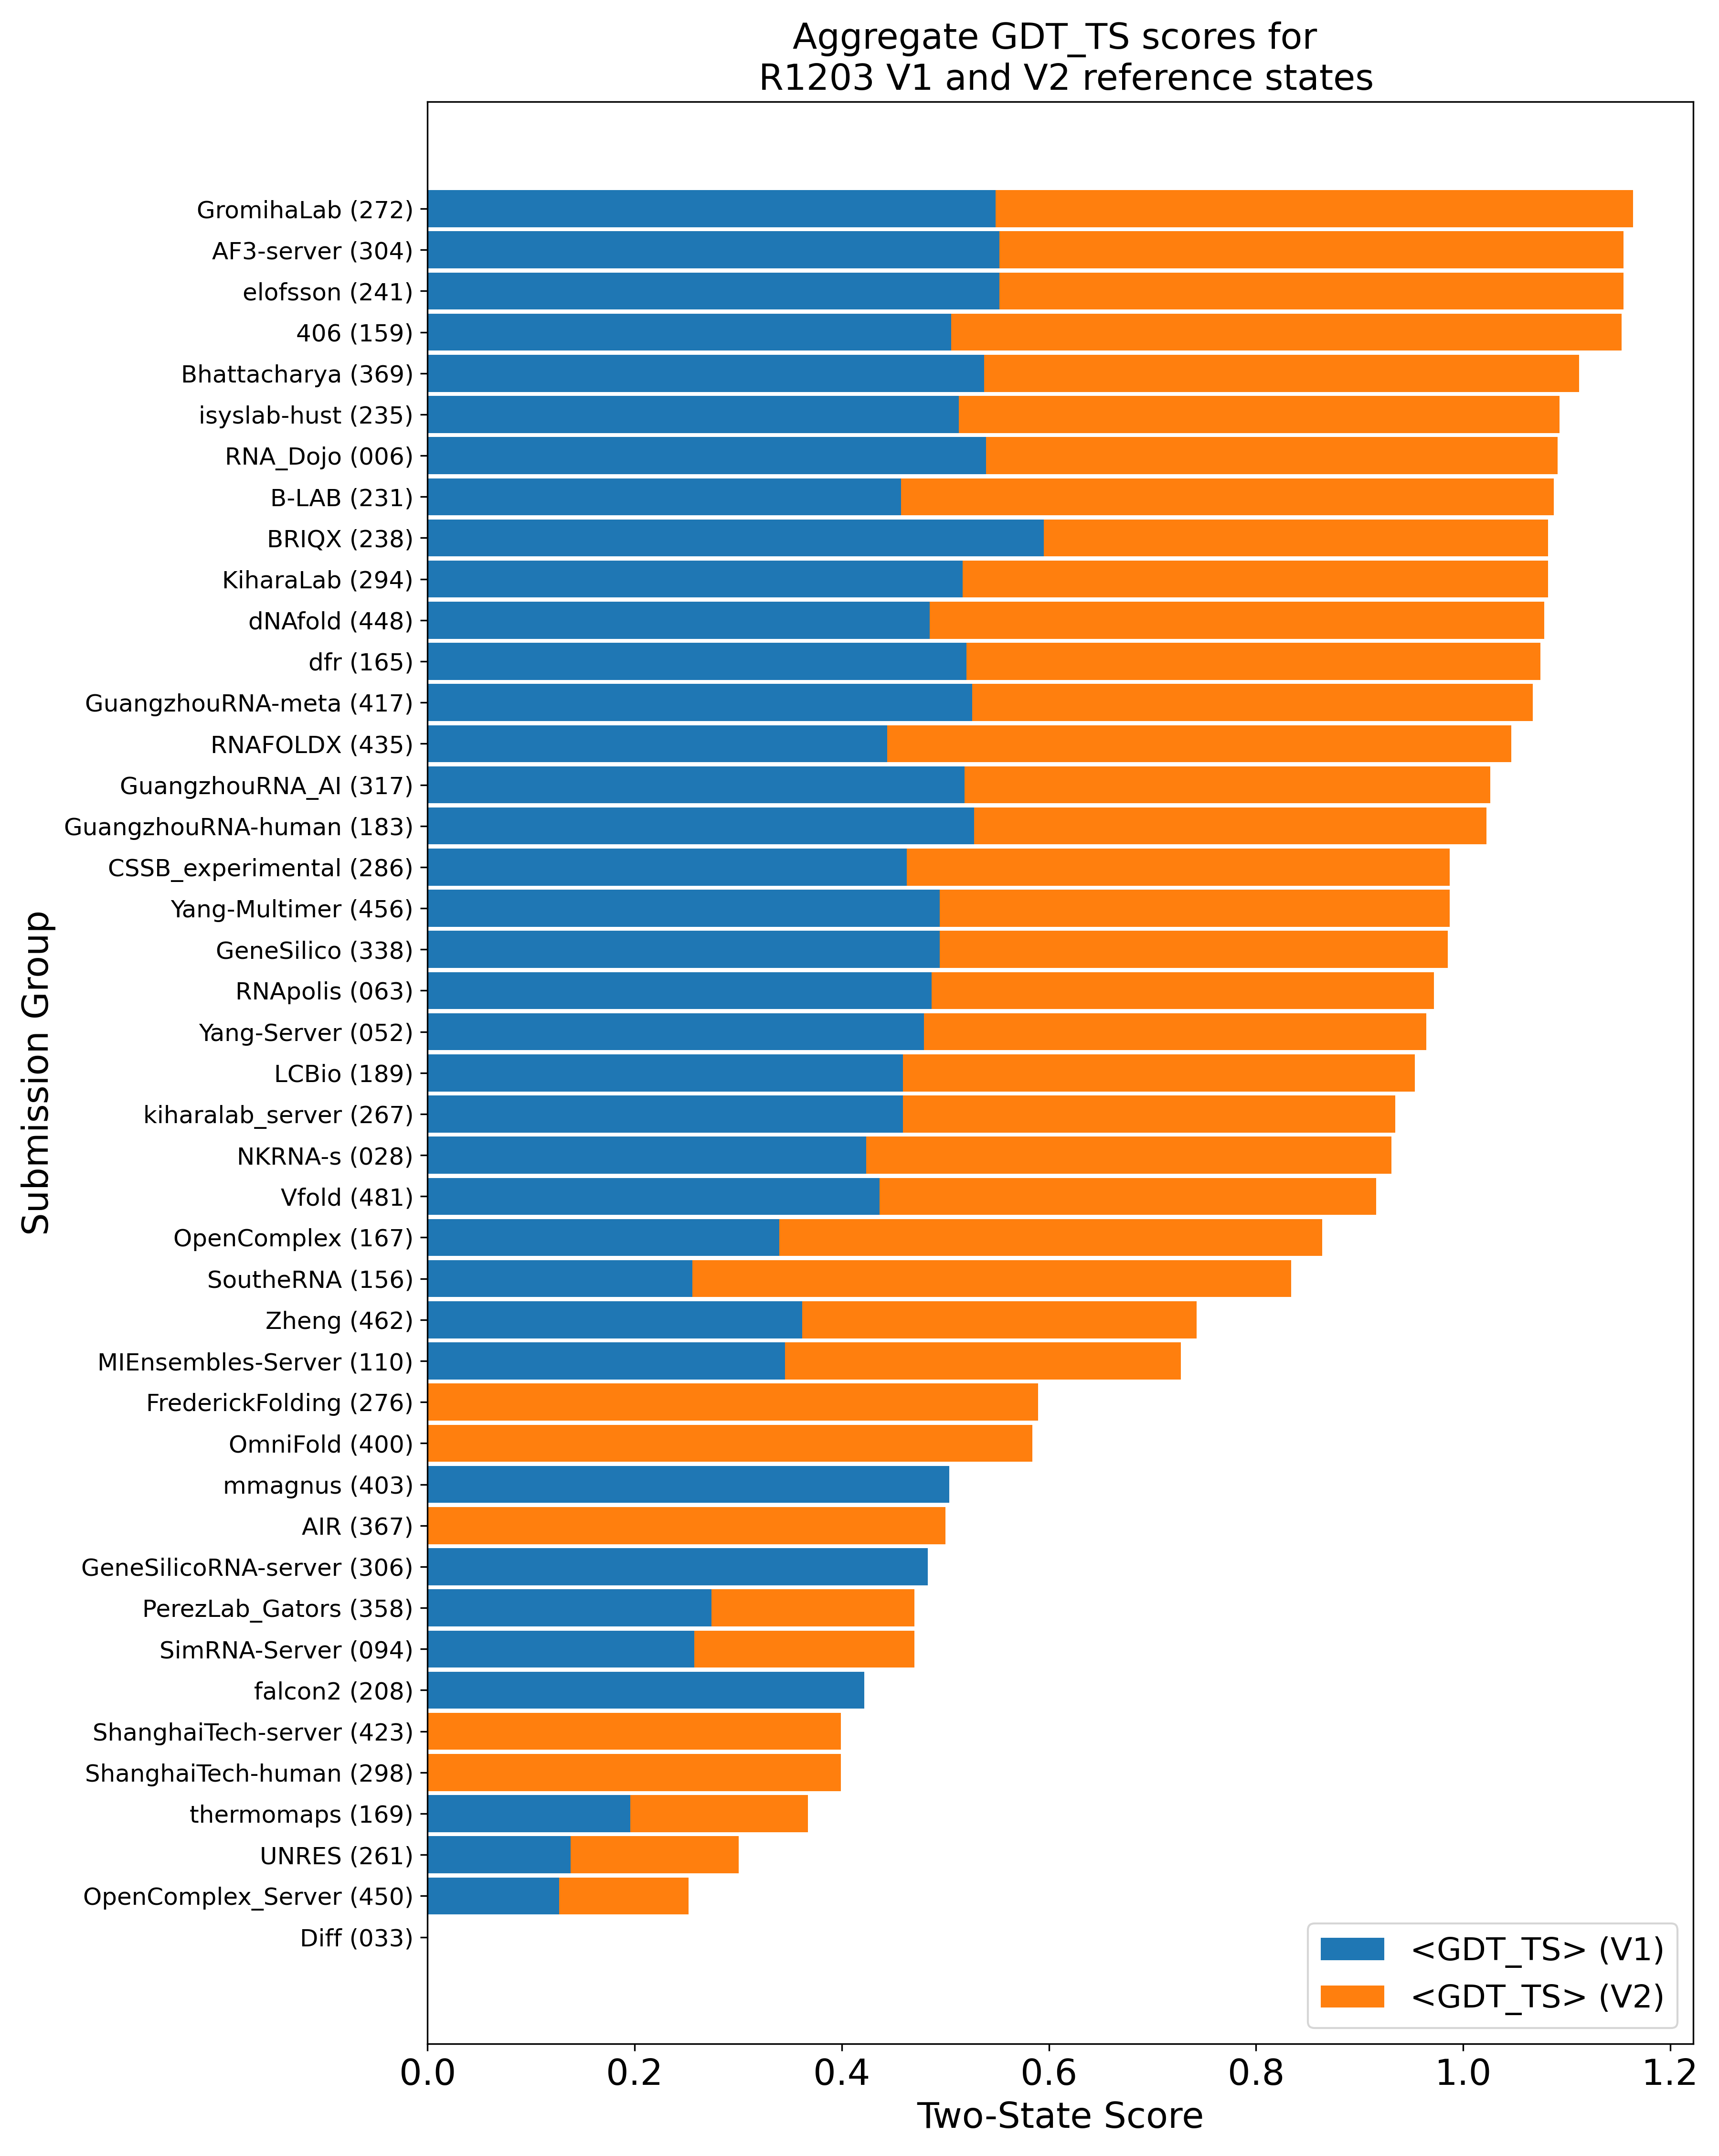 Aggregate GDT_TS scores for
R1203 V1 and V2 reference states
Submission Group
GromihaLab (272)
AF3-server (304)
elofsson (241)
406 (159)
Bhattacharya (369)
isyslab-hust (235)
RNA_Dojo (006)
B-LAB (231)
BRIQX (238)
KiharaLab (294)
dNAfold (448)
dfr (165)
GuangzhouRNA-meta (417)
RNAFOLDX (435)
GuangzhouRNA_AI (317)
GuangzhouRNA-human (183)
CSSB_experimental (286)
Yang-Multimer (456)
GeneSilico (338)
RNApolis (063)
Yang-Server (052)
LCBio (189)
kiharalab_server (267)
NKRNA-s (028)
Vfold (481)
OpenComplex (167)
SoutheRNA (156)
Zheng (462)
MIEnsembles-Server (110)
FrederickFolding (276)
OmniFold (400)
mmagnus (403)
AIR (367)
GeneSilicoRNA-server (306)
PerezLab_Gators (358)
SimRNA-Server (094)
falcon2 (208)
ShanghaiTech-server (423)
ShanghaiTech-human (298)
thermomaps (169)
UNRES (261)
OpenComplex_Server (450)
Diff (033)
<GDT_TS> (V1)
<GDT_TS> (V2)
0.0 0.2 0.4 0.6 0.8 1.0 1.2
Two-State Score